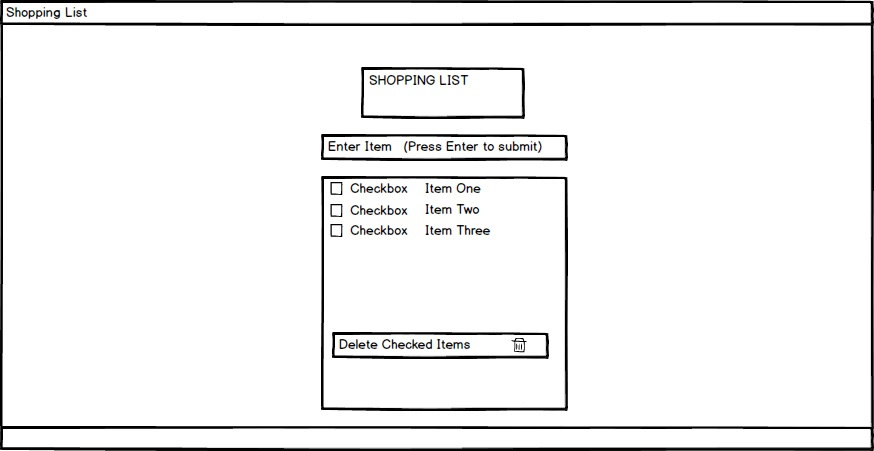 Shopping List
SHOPPING LIST
Enter Item (Press Enter to submit)
Checkbox Item One
Checkbox Item Two
Checkbox Item Three
Delete Checked Items